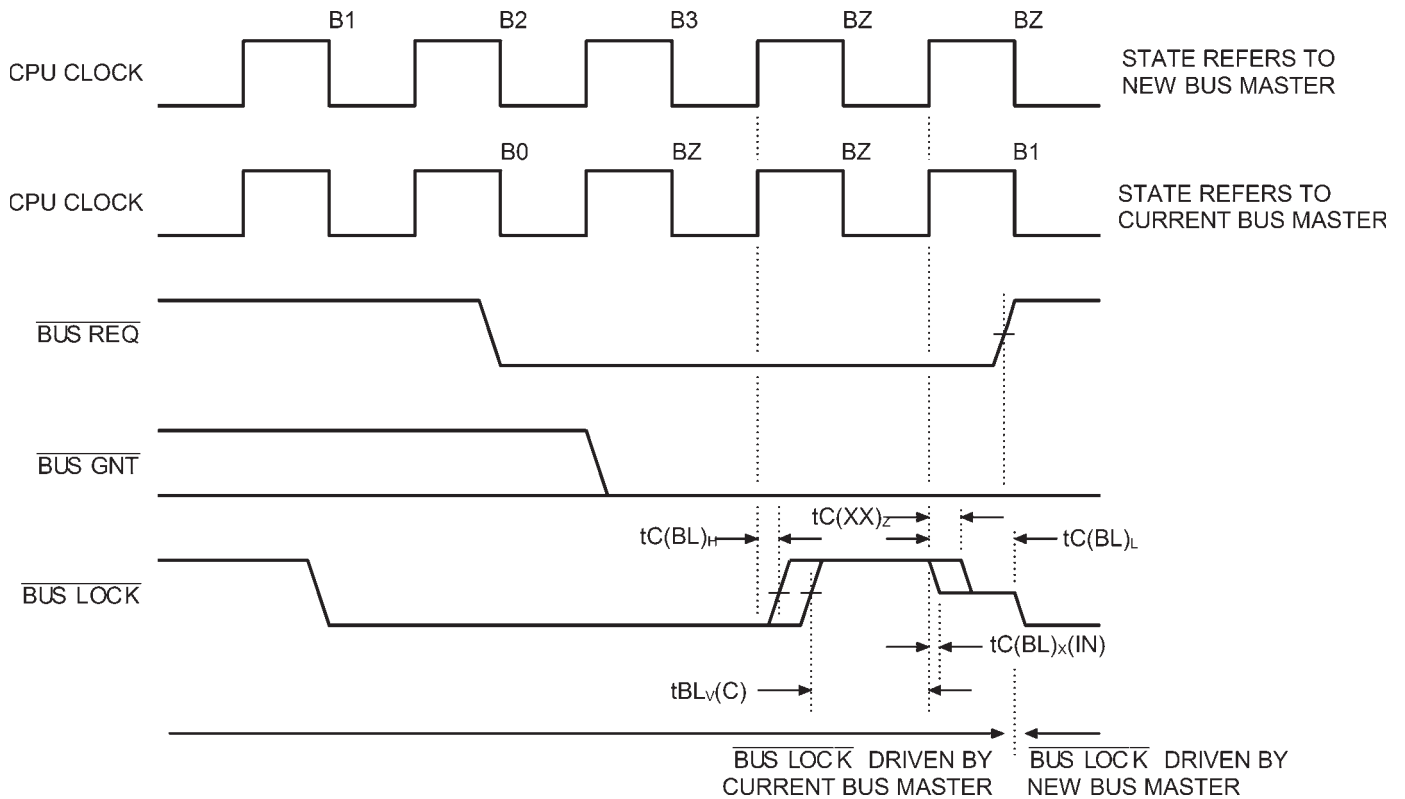 B1 B2 B3 BZ BZ
CPU CLOCK
STATE REFERS TO
NEW BUS MASTER
B0 BZ BZ B1
CPU CLOCK
STATE REFERS TO
CURRENT BUS MASTER
BUS REQ
BUS GNT
tC(XX)Z
tC(BL)H
tC(BL)L
BUS LOCK
tC(BL)X(IN)
tBLV(C)
BUS LOCK DRIVEN BY
CURRENT BUS MASTER
BUS LOCK DRIVEN BY
NEW BUS MASTER